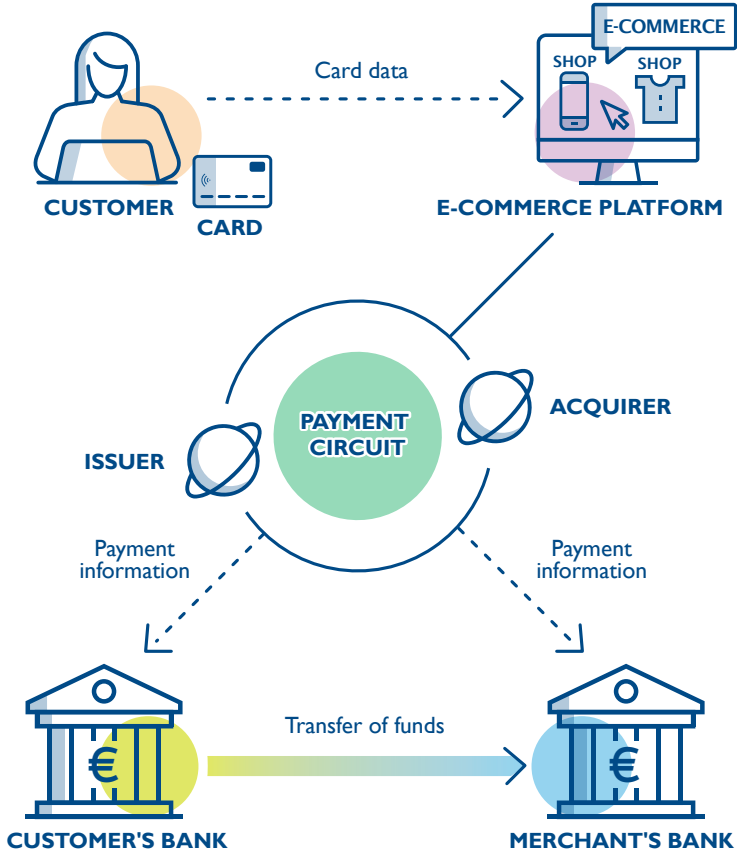 E-COMMERCE
SHOP
SHOP
Card data
CUSTOMER
CARD
E-COMMERCE PLATFORM
PAYMENT
CIRCUIT
ACQUIRER
ISSUER
Payment
information
Payment
information
€
Transfer of funds
€
CUSTOMER'S BANK
MERCHANT'S BANK